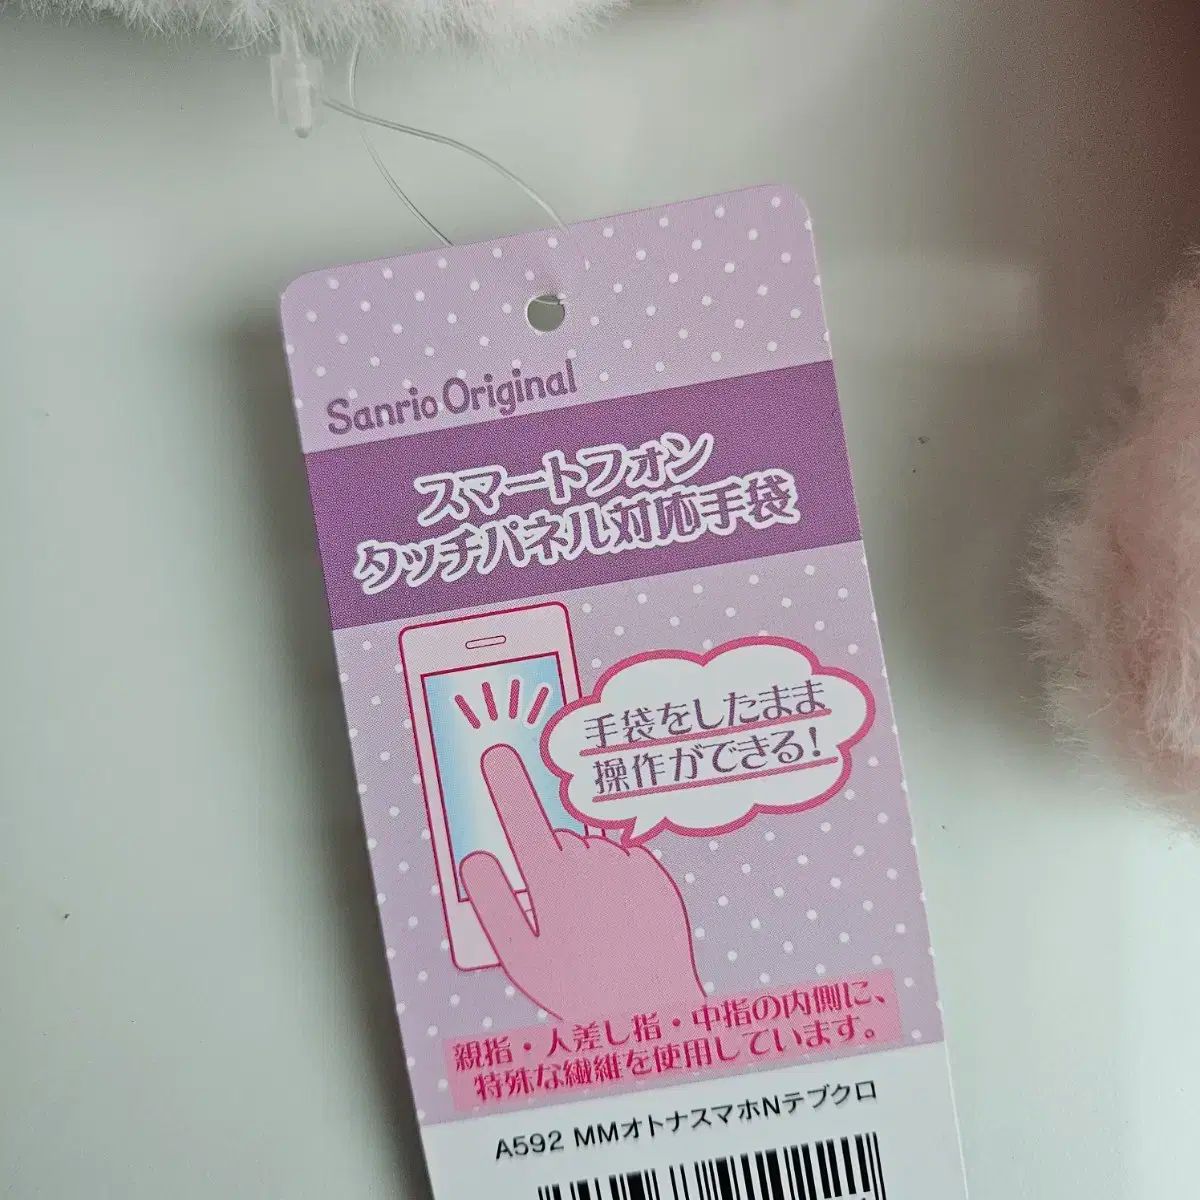 Sanrio Original
スマートフォン
タッチパネル対応手袋
手袋をしたまま
操作ができる!
親指・人差し指・中指の内側に、
特殊な繊維を使用しています。
A592 MMオトナスマホNテブクロ